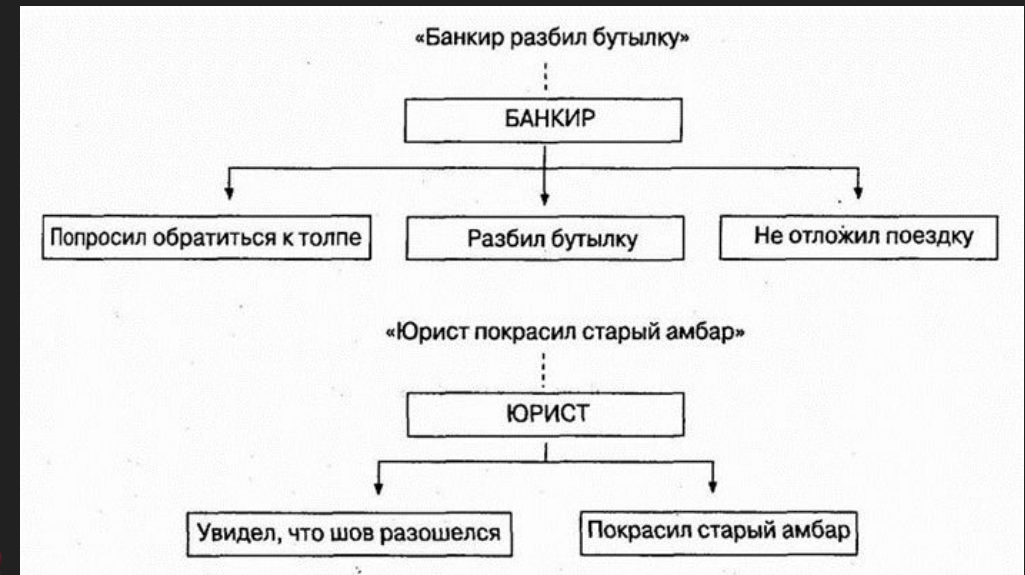 «Банкир разбил бутылку»
БАНКИР
Попросил обратиться к толпе
Разбил бутылку
Не отложил поездку
«Юрист покрасил старый амбар»
ЮРИСТ
Увидел, что шов разошелся
Покрасил старый амбар